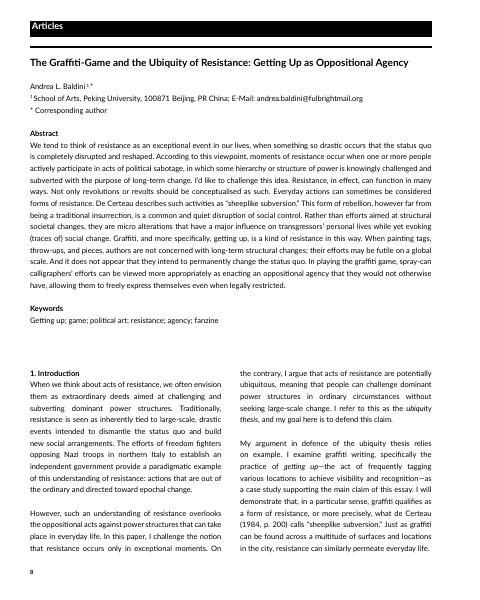 Articles
The Graffiti-Game and the Ubiquity of Resistance: Getting Up as Oppositional Agency
Andrea L. Baldini ¹,*
¹ School of Arts, Peking University, 100871 Beijing, PR China; E-Mail: andrea.baldini@fulbrightmail.org
* Corresponding author
Abstract
We tend to think of resistance as an exceptional event in our lives, when something so drastic occurs that the status quo
is completely disrupted and reshaped. According to this viewpoint, moments of resistance occur when one or more people
actively participate in acts of political sabotage, in which some hierarchy or structure of power is knowingly challenged and
subverted with the purpose of long-term change. I'd like to challenge this idea. Resistance, in effect, can function in many
ways. Not only revolutions or revolts should be conceptualised as such. Everyday actions can sometimes be considered
forms of resistance. De Certeau describes such activities as “sheeplike subversion.” This form of rebellion, however far from
being a traditional insurrection, is a common and quiet disruption of social control. Rather than efforts aimed at structural
societal changes, they are micro alterations that have a major influence on transgressors' personal lives while yet evoking
(traces of) social change. Graffiti, and more specifically, getting up, is a kind of resistance in this way. When painting tags,
throw-ups, and pieces, authors are not concerned with long-term structural changes; their efforts may be futile on a global
scale. And it does not appear that they intend to permanently change the status quo. In playing the graffiti game, spray-can
calligraphers' efforts can be viewed more appropriately as enacting an oppositional agency that they would not otherwise
have, allowing them to freely express themselves even when legally restricted.
Keywords
Getting up; game; political art; resistance; agency; fanzine
1. Introduction
When we think about acts of resistance, we often envision
them as extraordinary deeds aimed at challenging and
subverting dominant power structures. Traditionally,
resistance is seen as inherently tied to large-scale, drastic
events intended to dismantle the status quo and build
new social arrangements. The efforts of freedom fighters
opposing Nazi troops in northern Italy to establish an
independent government provide a paradigmatic example
of this understanding of resistance: actions that are out of
the ordinary and directed toward epochal change.
However, such an understanding of resistance overlooks
the oppositional acts against power structures that can take
place in everyday life. In this paper, I challenge the notion
that resistance occurs only in exceptional moments. On
the contrary, I argue that acts of resistance are potentially
ubiquitous, meaning that people can challenge dominant
power structures in ordinary circumstances without
seeking large-scale change. I refer to this as the ubiquity
thesis, and my goal here is to defend this claim.
My argument in defence of the ubiquity thesis relies
on example. I examine graffiti writing, specifically the
practice of getting up—the act of frequently tagging
various locations to achieve visibility and recognition—as
a case study supporting the main claim of this essay. I will
demonstrate that, in a particular sense, graffiti qualifies as
a form of resistance, or more precisely, what de Certeau
(1984, p. 200) calls “sheeplike subversion.” Just as graffiti
can be found across a multitude of surfaces and locations
in the city, resistance can similarly permeate everyday life.
8